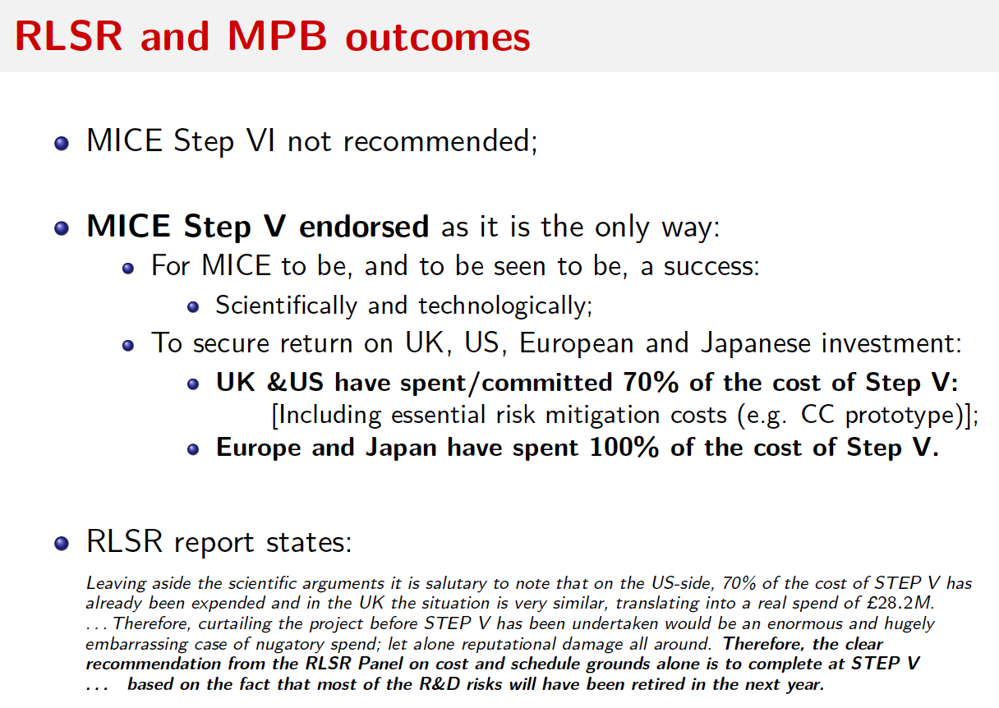 RLSR and MPB outcomes
MICE Step VI not recommended;
MICE Step V endorsed as it is the only way:
For MICE to be, and to be seen to be, a success:
Scientifically and technologically;
To secure return on UK, US, European and Japanese investment:
UK &US have spent/committed 70% of the cost of Step V:
[Including essential risk mitigation costs (e.g. CC prototype)];
Europe and Japan have spent 100% of the cost of Step V.
RLSR report states:
Leaving aside the scientific arguments it is salutary to note that on the US-side, 70% of the cost of STEP V has
already been expended and in the UK the situation is very similar, translating into a real spend of £28.2M.
... Therefore, curtailing the project before STEP V has been undertaken would be an enormous and hugely
embarrassing case of nugatory spend; let alone reputational damage all around. Therefore, the clear
recommendation from the RLSR Panel on cost and schedule grounds alone is to complete at STEP V
... based on the fact that most of the R&D risks will have been retired in the next year.